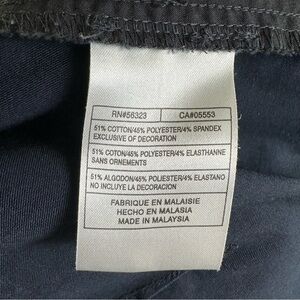 RN#56323 CA#05553
51% COTTON/45% POLYESTER/4% SPANDEX
EXCLUSIVE OF DECORATION
51% COTON/45% POLYESTER/4% ELASTHANNE
SANS ORNEMENTS
51% ALGODON/45% POLIESTER/4% ELASTANO
NO INCLUYE LA DECORACION
FABRIQUE EN MALAISIE
HECHO EN MALASIA
MADE IN MALAYSIA